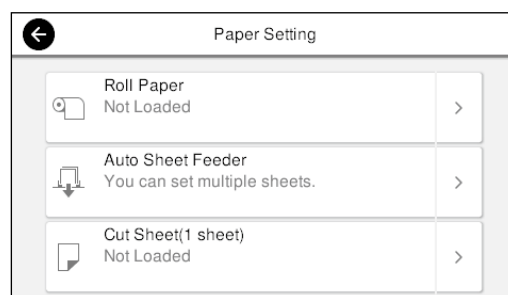 Paper Setting
Roll Paper
Not Loaded
Auto Sheet Feeder
You can set multiple sheets.
Cut Sheet(1 sheet)
Not Loaded